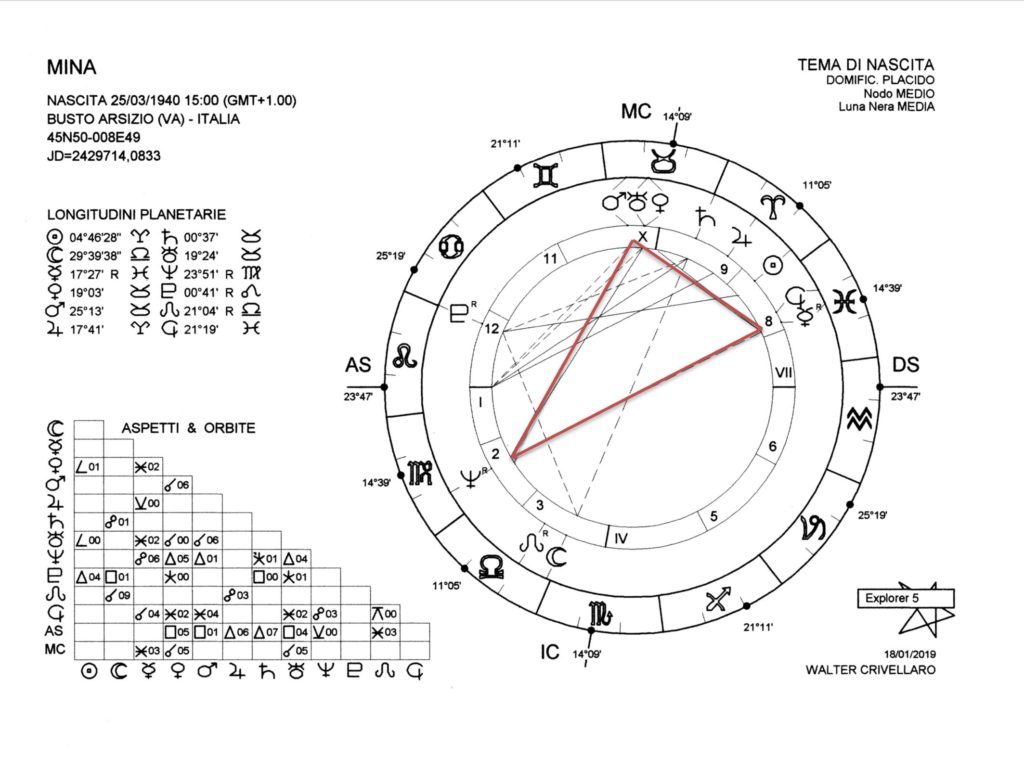 MINA
NASCITA 25/03/1940 15:00 (GMT+1.00)
BUSTO ARSIZIO (VA) - ITALIA
45N50-008E49
JD=2429714,0833
TEMA DI NASCITA
DOMIFIC. PLACIDO
Nodo MEDIO
Luna Nera MEDIA
LONGITUDINI PLANETARIE
☉ 04°46'28" ♈ ♄ 00°37' ♉
☾ 29°39'38" ♎ ♅ 19°24' ♉
☿ 17°27' R ♓ ♆ 23°51' R ♍
♀ 19°03' ♉ ♇ 00°41' R ♌
♂ 25°13' ♉ ☊ 21°04' R ♎
♃ 17°41' ♈ ⚸ 21°19' ♓
MC 14°09'
21°11'
11°05'
25°19'
14°39'
X
11
9
R
12
8
R
AS
DS
23°47'
VII
23°47'
I
2
6
R
14°39'
3
5
25°19'
R
IV
11°05'
21°11'
IC 14°09'
ASPETTI & ORBITE
∠01 02
06
00
01
∠00 02 00 06
06 △05 △01 01 △04
△04 □01 00 □00 01
09 03
04 02 04 02 03 00
AS □05 □01 △06 △07 □04 00 03
MC 03 05 05
Explorer 5
18/01/2019
WALTER CRIVELLARO